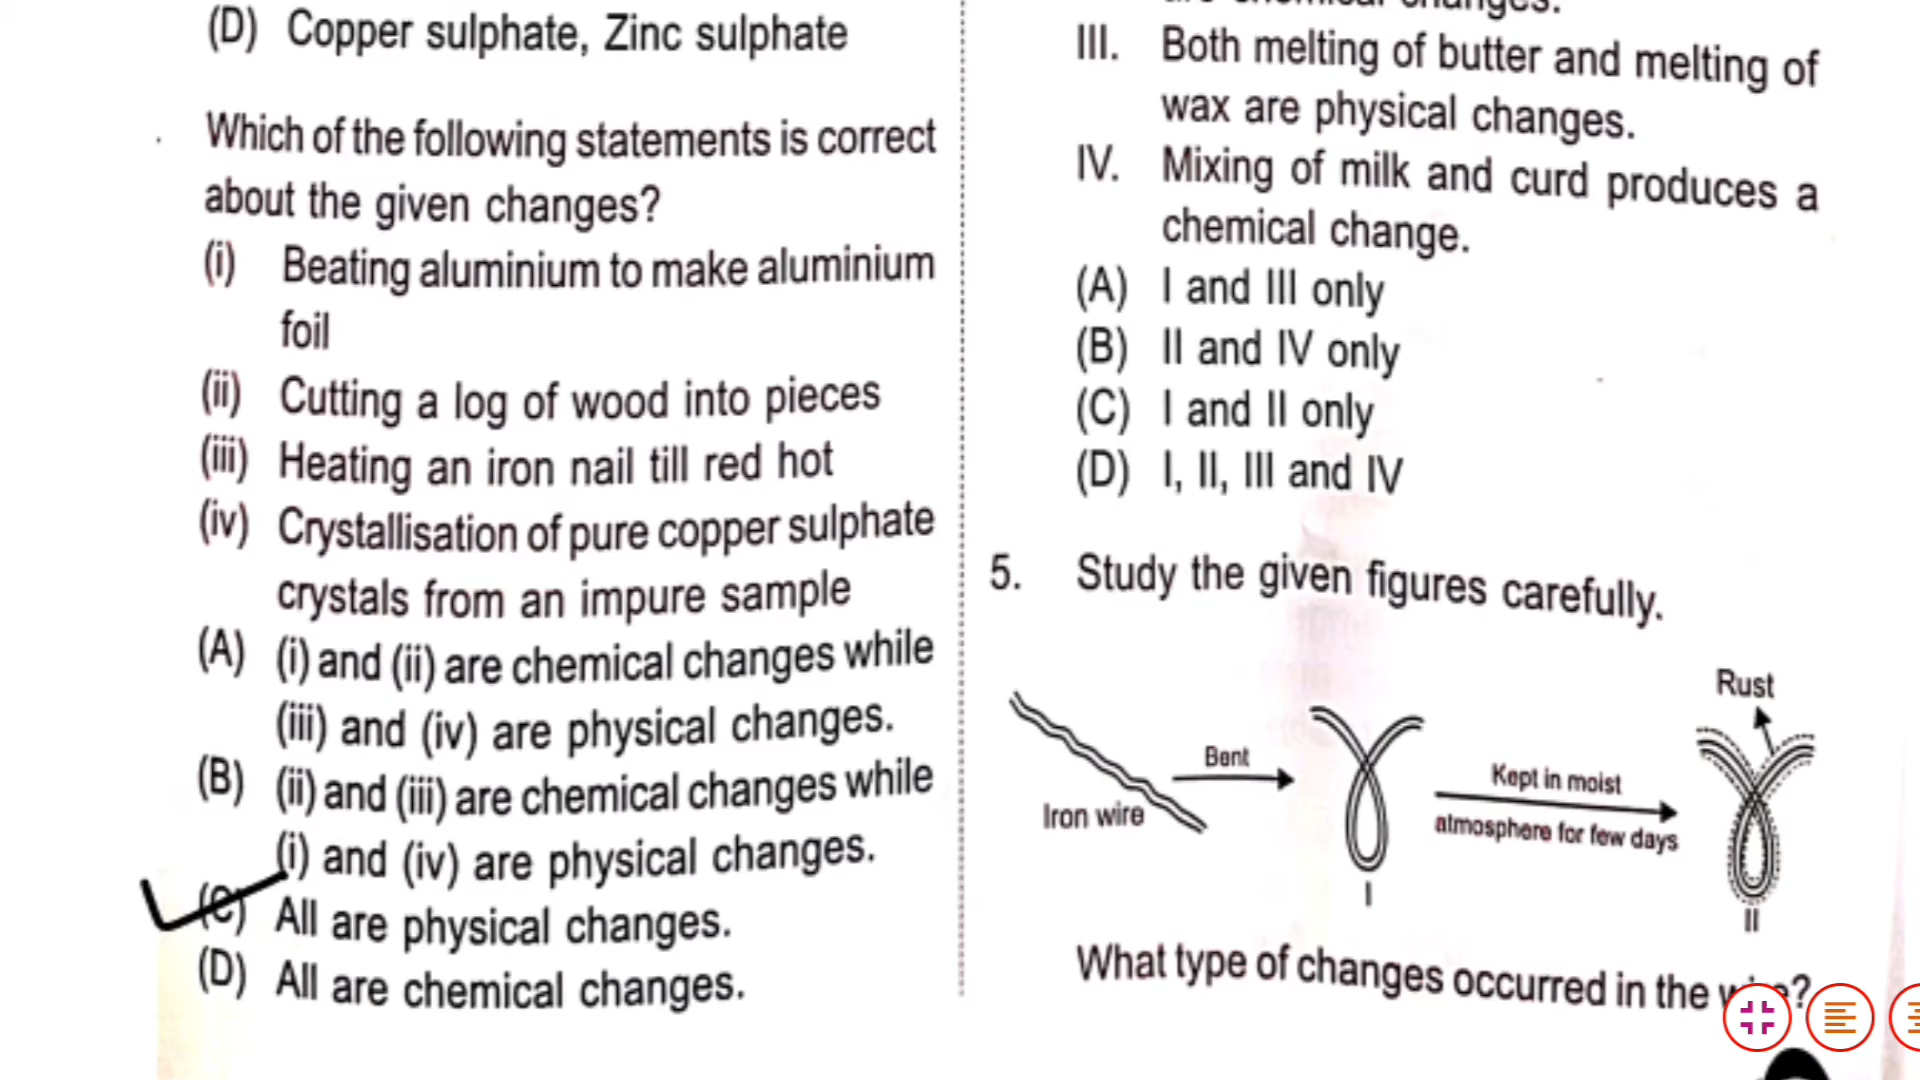 (D) Copper sulphate, Zinc sulphate
Which of the following statements is correct
about the given changes?
(i) Beating aluminium to make aluminium
foil
(ii) Cutting a log of wood into pieces
(iii) Heating an iron nail till red hot
(iv) Crystallisation of pure copper sulphate
crystals from an impure sample
(A) (i) and (ii) are chemical changes while
(iii) and (iv) are physical changes.
(B) (ii) and (iii) are chemical changes while
(i) and (iv) are physical changes.
(C) All are physical changes.
(D) All are chemical changes.
are chemical changes.
III. Both melting of butter and melting of
wax are physical changes.
IV. Mixing of milk and curd produces a
chemical change.
(A) I and III only
(B) II and IV only
(C) I and II only
(D) I, II, III and IV
5. Study the given figures carefully.
Rust
Bent
Iron wire
Kept in moist
atmosphere for few days
I
II
What type of changes occurred in the